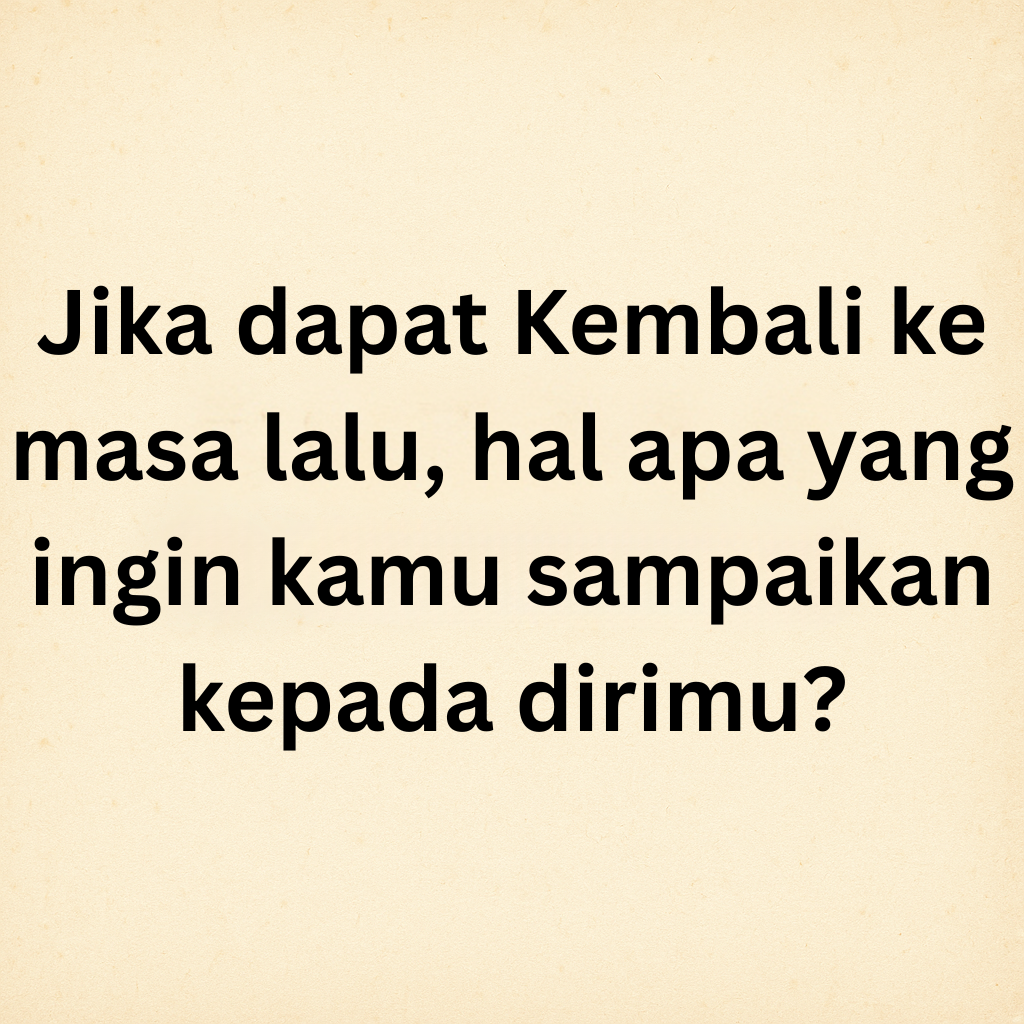 Jika dapat Kembali ke
masa lalu, hal apa yang
ingin kamu sampaikan
kepada dirimu?